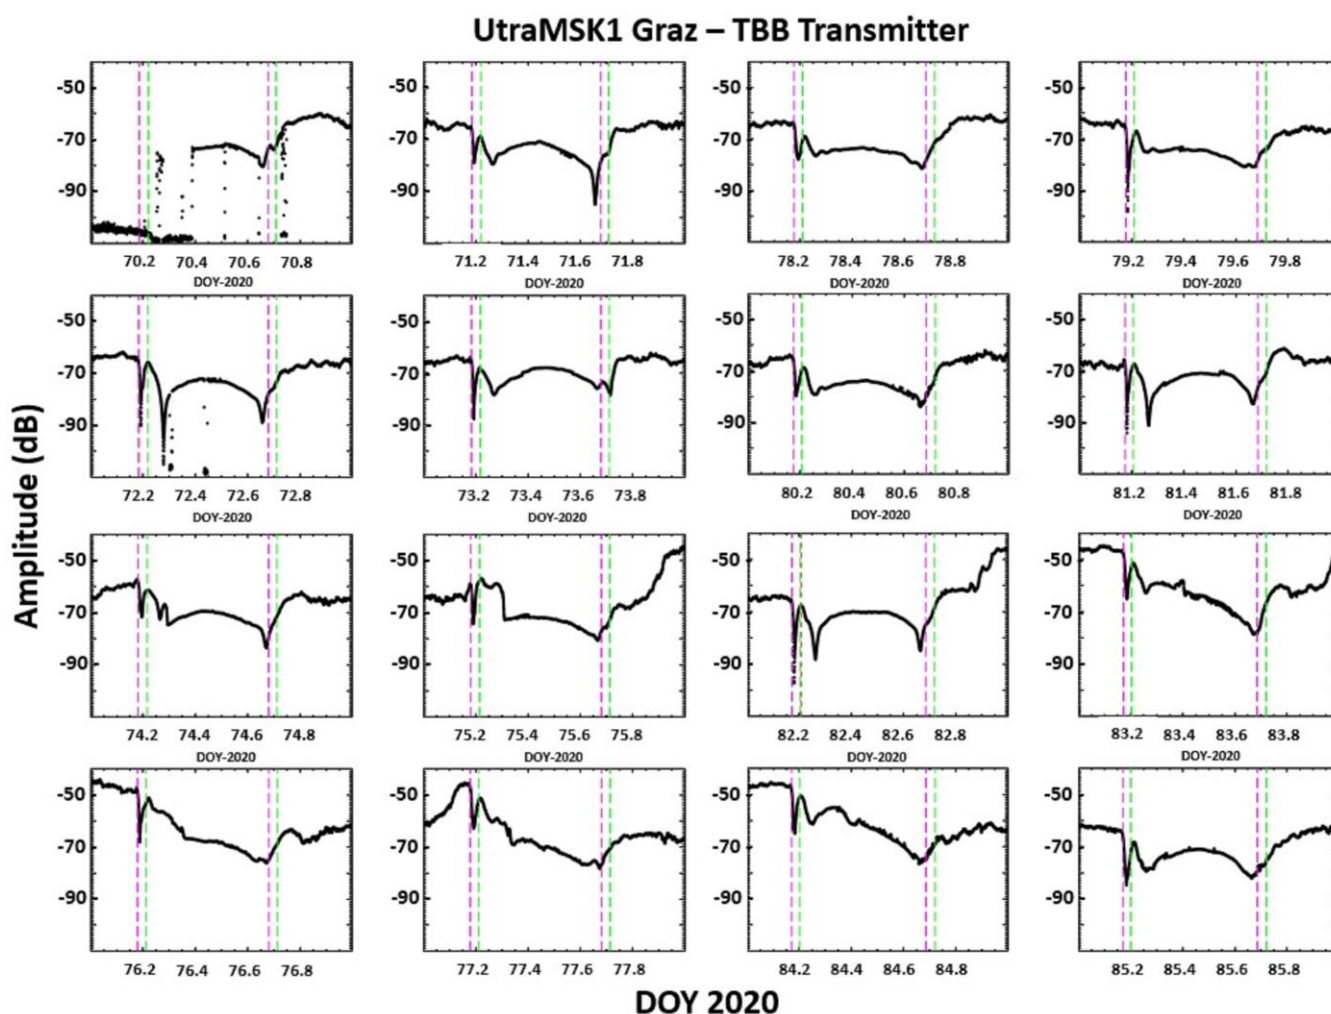 UtraMSK1 Graz – TBB Transmitter
Amplitude (dB)
-50 -50 -50 -50
-70 -70 -70 -70
-90 -90 -90 -90
70.2 70.4 70.6 70.8 71.2 71.6 71.6 71.8 78.2 78.6 78.6 78.8 79.2 79.4 79.6 79.8
DOY-2020 DOY-2020 DOY-2020 DOY-2020
-50 -50 -50 -50
-70 -70 -70 -70
-90 -90 -90 -90
72.2 72.4 72.6 72.8 73.2 73.4 73.6 73.8 80.2 80.4 80.6 80.8 81.2 81.4 81.6 81.8
DOY-2020 DOY-2020 DOY-2020 DOY-2020
-50 -50 -50 -50
-70 -70 -70 -70
-90 -90 -90 -90
74.2 74.4 74.6 74.8 75.2 75.4 75.6 75.8 82.2 82.4 82.6 82.8 83.2 83.4 83.6 83.8
DOY-2020 DOY-2020 DOY-2020 DOY-2020
-50 -50 -50 -50
-70 -70 -70 -70
-90 -90 -90 -90
76.2 76.4 76.6 76.8 77.2 77.4 77.6 77.8 84.2 84.4 84.6 84.8 85.2 85.4 85.6 85.8
DOY 2020